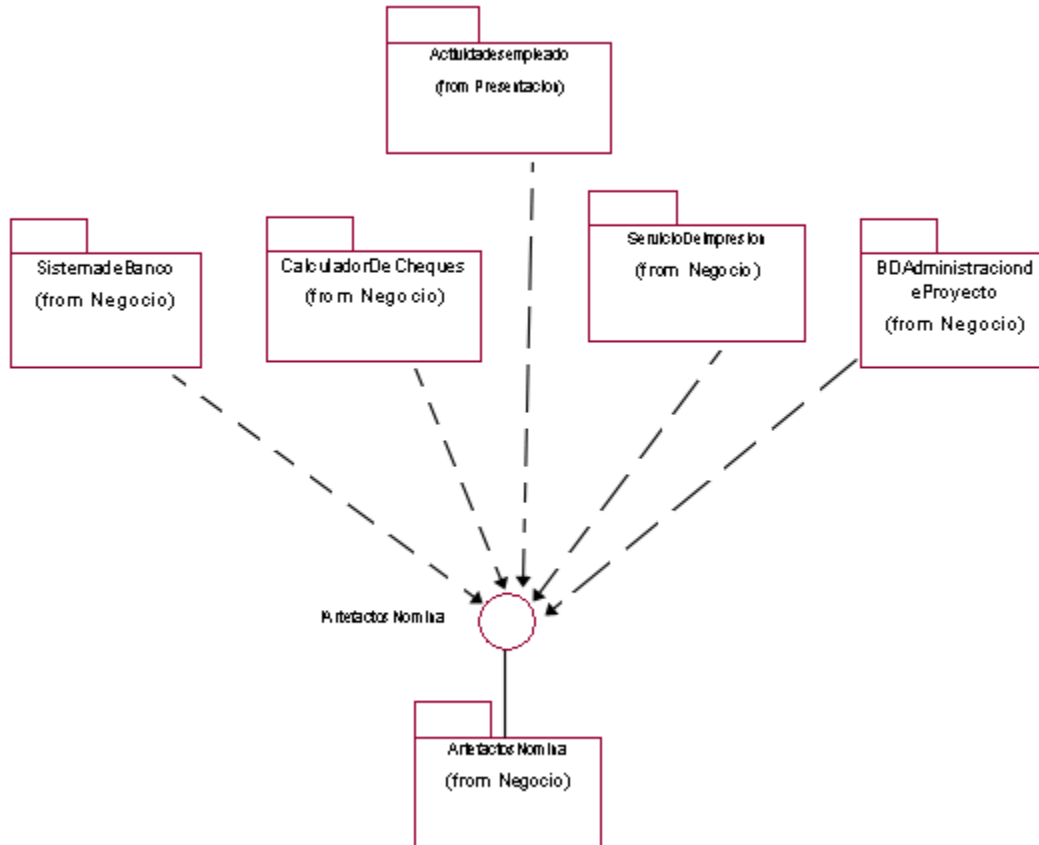 Actividadesempleado
(from Presentacion)
SistemadeBanco
(from Negocio)
CalculadorDeCheques
(from Negocio)
ServicioDeImpresion
(from Negocio)
BDAdministraciond
eProyecto
(from Negocio)
IArtefactosNomina
ArtefactosNomina
(from Negocio)